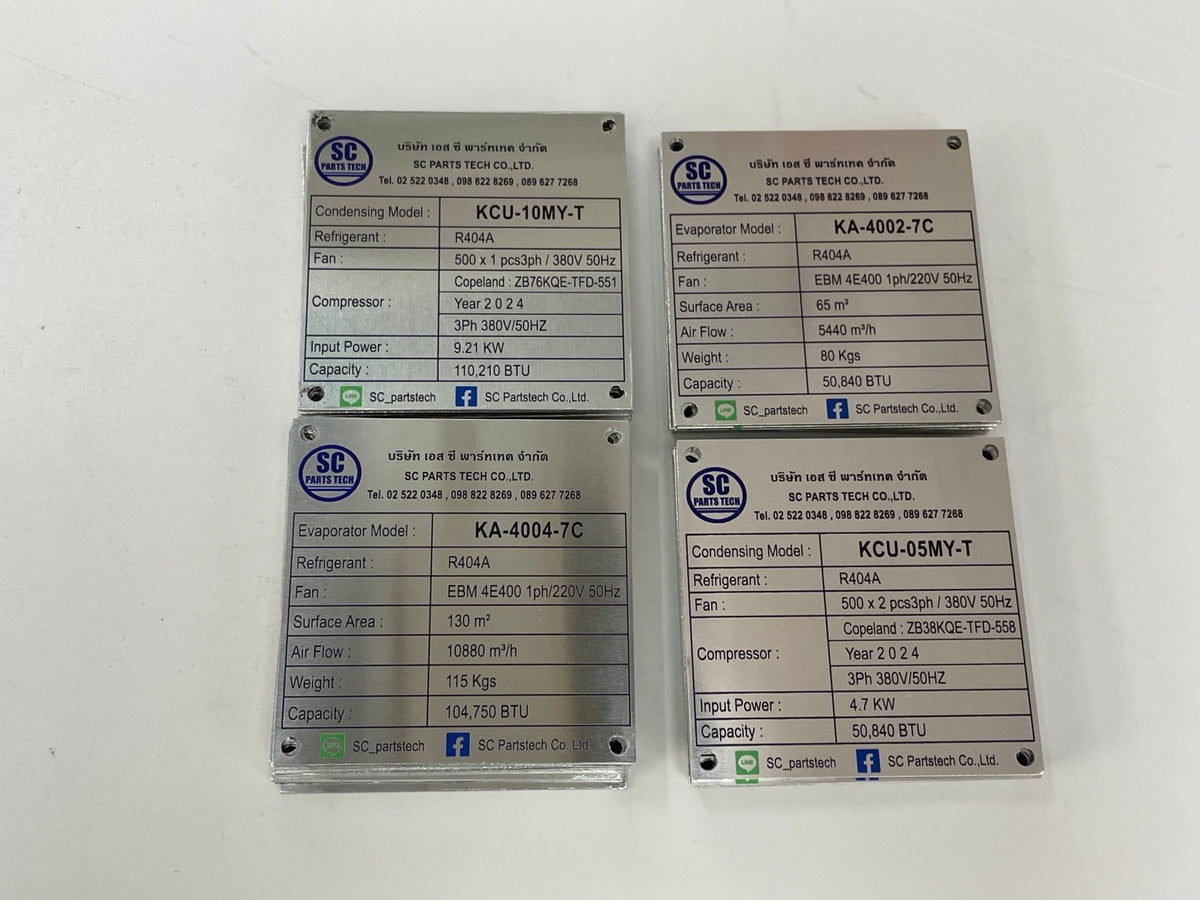 SC
PARTS TECH
บริษัท เอส ซี พาร์ทเทค จำกัด
SC PARTS TECH CO.,LTD.
Tel. 02 522 0348 , 098 822 8269 , 089 627 7268
Condensing Model : KCU-10MY-T
Refrigerant : R404A
Fan : 500 x 1 pcs3ph / 380V 50Hz
Compressor : Copeland : ZB76KQE-TFD-551
Year 2 0 2 4
3Ph 380V/50HZ
Input Power : 9.21 KW
Capacity : 110,210 BTU
LINE SC_partstech f SC Partstech Co.,Ltd.
SC
PARTS TECH
บริษัท เอส ซี พาร์ทเทค จำกัด
SC PARTS TECH CO.,LTD.
Tel. 02 522 0348 , 098 822 8269 , 089 627 7268
Evaporator Model : KA-4002-7C
Refrigerant : R404A
Fan : EBM 4E400 1ph/220V 50Hz
Surface Area : 65 m²
Air Flow : 5440 m³/h
Weight : 80 Kgs
Capacity : 50,840 BTU
LINE SC_partstech f SC Partstech Co.,Ltd.
SC
PARTS TECH
บริษัท เอส ซี พาร์ทเทค จำกัด
SC PARTS TECH CO.,LTD.
Tel. 02 522 0348 , 098 822 8269 , 089 627 7268
Evaporator Model : KA-4004-7C
Refrigerant : R404A
Fan : EBM 4E400 1ph/220V 50Hz
Surface Area : 130 m²
Air Flow : 10880 m³/h
Weight : 115 Kgs
Capacity : 104,750 BTU
LINE SC_partstech f SC Partstech Co.,Ltd.
SC
PARTS TECH
บริษัท เอส ซี พาร์ทเทค จำกัด
SC PARTS TECH CO.,LTD.
Tel. 02 522 0348 , 098 822 8269 , 089 627 7268
Condensing Model : KCU-05MY-T
Refrigerant : R404A
Fan : 500 x 2 pcs3ph / 380V 50Hz
Compressor : Copeland : ZB38KQE-TFD-558
Year 2 0 2 4
3Ph 380V/50HZ
Input Power : 4.7 KW
Capacity : 50,840 BTU
LINE SC_partstech f SC Partstech Co.,Ltd.